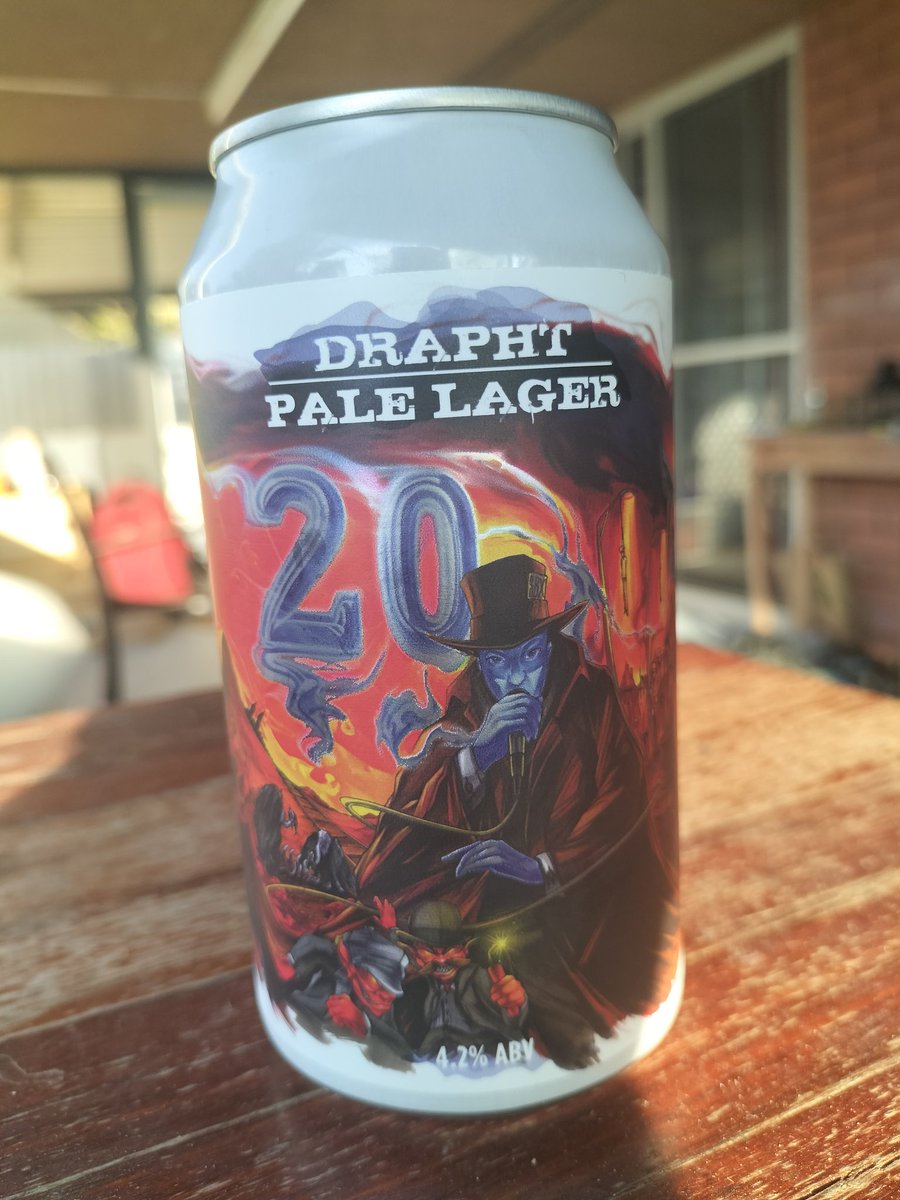 DRAPHT
PALE LAGER
20
4.2% ABV